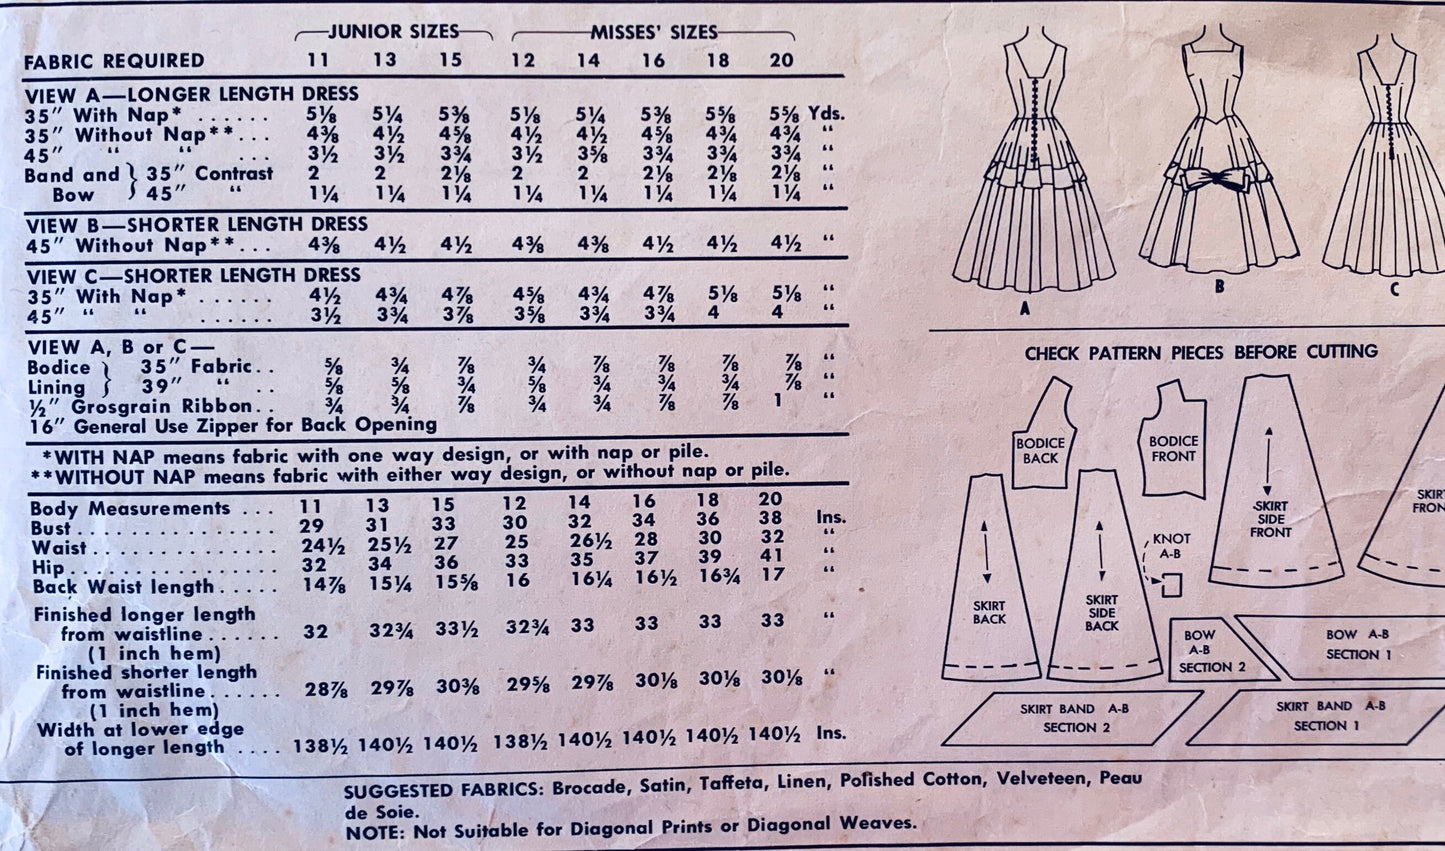 JUNIOR SIZES MISSES' SIZES
FABRIC REQUIRED 11 13 15 12 14 16 18 20
VIEW A—LONGER LENGTH DRESS
35" With Nap* ...... 5⅛ 5¼ 5⅜ 5⅛ 5¼ 5⅜ 5⅝ 5⅝ Yds.
35" Without Nap**... 4⅜ 4½ 4⅝ 4½ 4½ 4⅝ 4¾ 4¾ "
45" " " ... 3½ 3½ 3¾ 3½ 3⅝ 3¾ 3¾ 3¾ "
Band and } 35" Contrast 2 2 2⅛ 2 2 2⅛ 2⅛ 2⅛ "
Bow } 45" " 1¼ 1¼ 1¼ 1¼ 1¼ 1¼ 1¼ 1¼ "
VIEW B—SHORTER LENGTH DRESS
45" Without Nap**... 4⅜ 4½ 4½ 4⅜ 4⅜ 4½ 4½ 4½ "
VIEW C—SHORTER LENGTH DRESS
35" With Nap* ...... 4½ 4¾ 4⅞ 4⅝ 4¾ 4⅞ 5⅛ 5⅛ "
45" " " ...... 3½ 3¾ 3⅞ 3⅝ 3¾ 3¾ 4 4 "
VIEW A, B or C—
Bodice } 35" Fabric.. ⅝ ¾ ⅞ ¾ ⅞ ⅞ ⅞ ⅞ "
Lining } 39" " .. ⅝ ⅝ ¾ ⅝ ¾ ¾ ¾ ⅞ "
½" Grosgrain Ribbon.. ¾ ¾ ⅞ ¾ ¾ ⅞ ⅞ 1 "
16" General Use Zipper for Back Opening
*WITH NAP means fabric with one way design, or with nap or pile.
**WITHOUT NAP means fabric with either way design, or without nap or pile.
Body Measurements ... 11 13 15 12 14 16 18 20
Bust............... 29 31 33 30 32 34 36 38 Ins.
Waist.............. 24½ 25½ 27 25 26½ 28 30 32 "
Hip................ 32 34 36 33 35 37 39 41 "
Back Waist length..... 14⅞ 15¼ 15⅝ 16 16¼ 16½ 16¾ 17 "
Finished longer length
from waistline ...... 32 32¾ 33½ 32¾ 33 33 33 33 "
(1 inch hem)
Finished shorter length
from waistline...... 28⅞ 29⅞ 30⅜ 29⅝ 29⅞ 30⅛ 30⅛ 30⅛ "
(1 inch hem)
Width at lower edge
of longer length .... 138½ 140½ 140½ 138½ 140½ 140½ 140½ 140½ Ins.
SUGGESTED FABRICS: Brocade, Satin, Taffeta, Linen, Polished Cotton, Velveteen, Peau
de Soie.
NOTE: Not Suitable for Diagonal Prints or Diagonal Weaves.
A
B
C
CHECK PATTERN PIECES BEFORE CUTTING
BODICE
BACK
BODICE
FRONT
SKIRT
SIDE
FRONT
SKIRT
FRON
KNOT
A-B
SKIRT
BACK
SKIRT
SIDE
BACK
BOW
A-B
SECTION 2
BOW A-B
SECTION 1
SKIRT BAND A-B
SECTION 2
SKIRT BAND A-B
SECTION 1